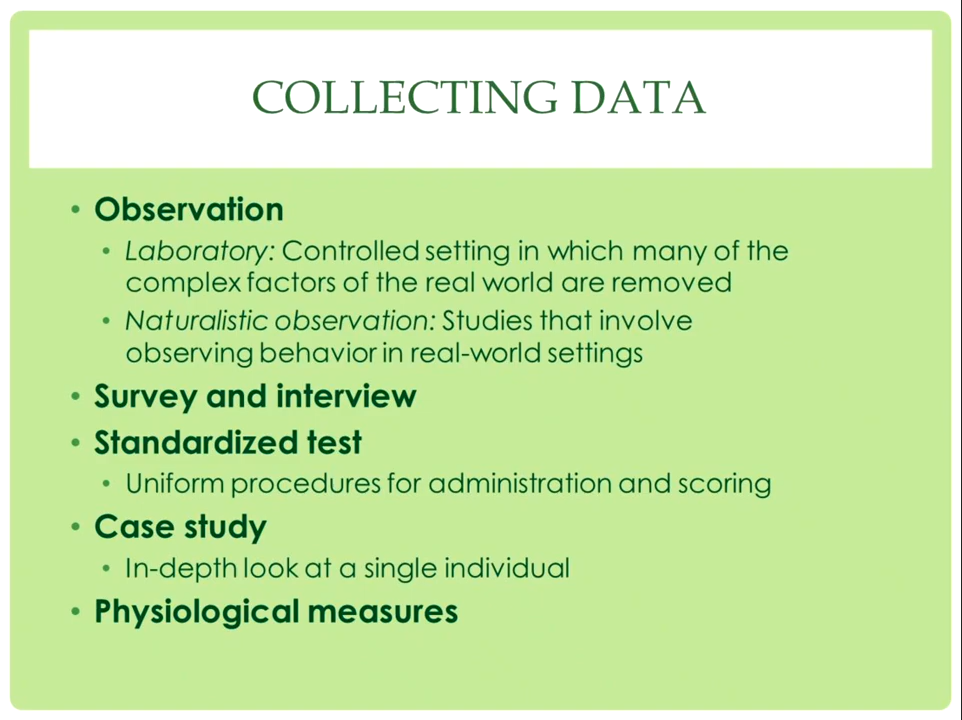 COLLECTING DATA
• Observation
• Laboratory: Controlled setting in which many of the
complex factors of the real world are removed
• Naturalistic observation: Studies that involve
observing behavior in real-world settings
• Survey and interview
• Standardized test
• Uniform procedures for administration and scoring
• Case study
• In-depth look at a single individual
• Physiological measures